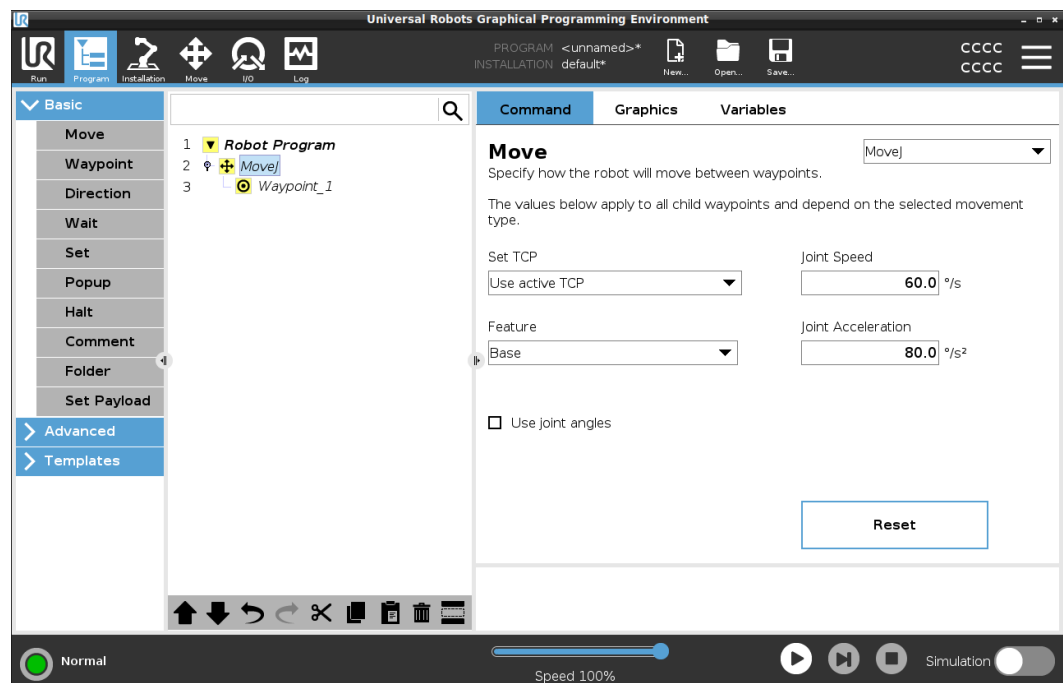 UR
Universal Robots Graphical Programming Environment
UR
Run
Program
Installation
Move
I/O
Log
PROGRAM <unnamed>*
INSTALLATION default*
New...
Open...
Save...
CCCC
CCCC
Basic
Move
Waypoint
Direction
Wait
Set
Popup
Halt
Comment
Folder
Set Payload
Advanced
Templates
1 Robot Program
2 MoveJ
3 Waypoint_1
Command Graphics Variables
Move
MoveJ
Specify how the robot will move between waypoints.
The values below apply to all child waypoints and depend on the selected movement
type.
Set TCP
Joint Speed
Use active TCP
60.0 °/s
Feature
Joint Acceleration
Base
80.0 °/s²
Use joint angles
Reset
Normal
Speed 100%
Simulation